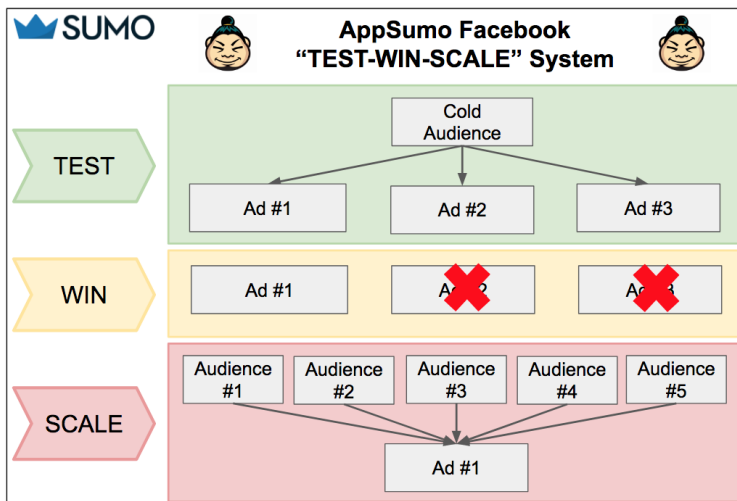 SUMO
AppSumo Facebook
“TEST-WIN-SCALE” System
TEST
Cold
Audience
Ad #1
Ad #2
Ad #3
WIN
Ad #1
SCALE
Audience
#1
Audience
#2
Audience
#3
Audience
#4
Audience
#5
Ad #1